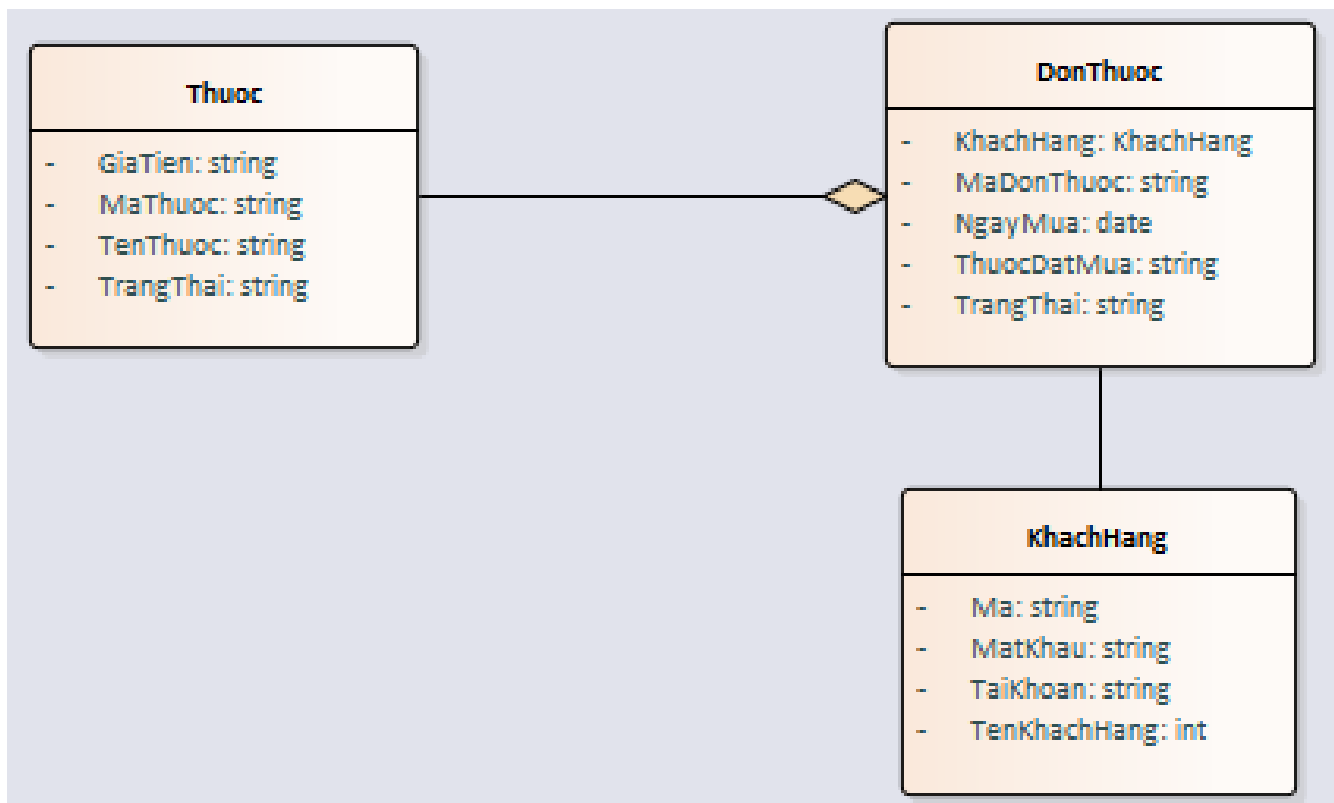 Thuoc
- GiaTien: string
- MaThuoc: string
- TenThuoc: string
- TrangThai: string
DonThuoc
- KhachHang: KhachHang
- MaDonThuoc: string
- NgayMua: date
- ThuocDatMua: string
- TrangThai: string
KhachHang
- Ma: string
- MatKhau: string
- TaiKhoan: string
- TenKhachHang: int